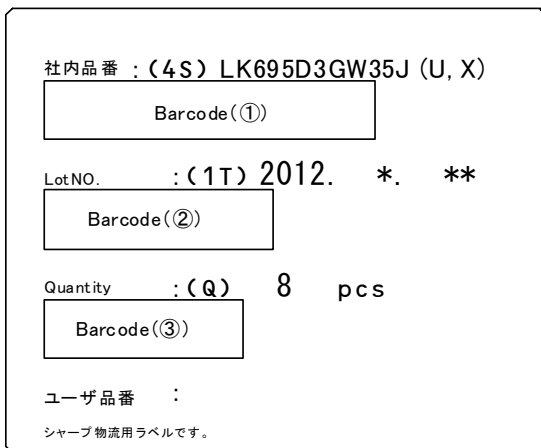 社内品番 : (4S) LK695D3GW35J (U, X)
Barcode(①)
LotNO. : (1T) 2012. *. **
Barcode(②)
Quantity : (Q) 8 pcs
Barcode(③)
ユーザ品番 :
シャープ物流用ラベルです。